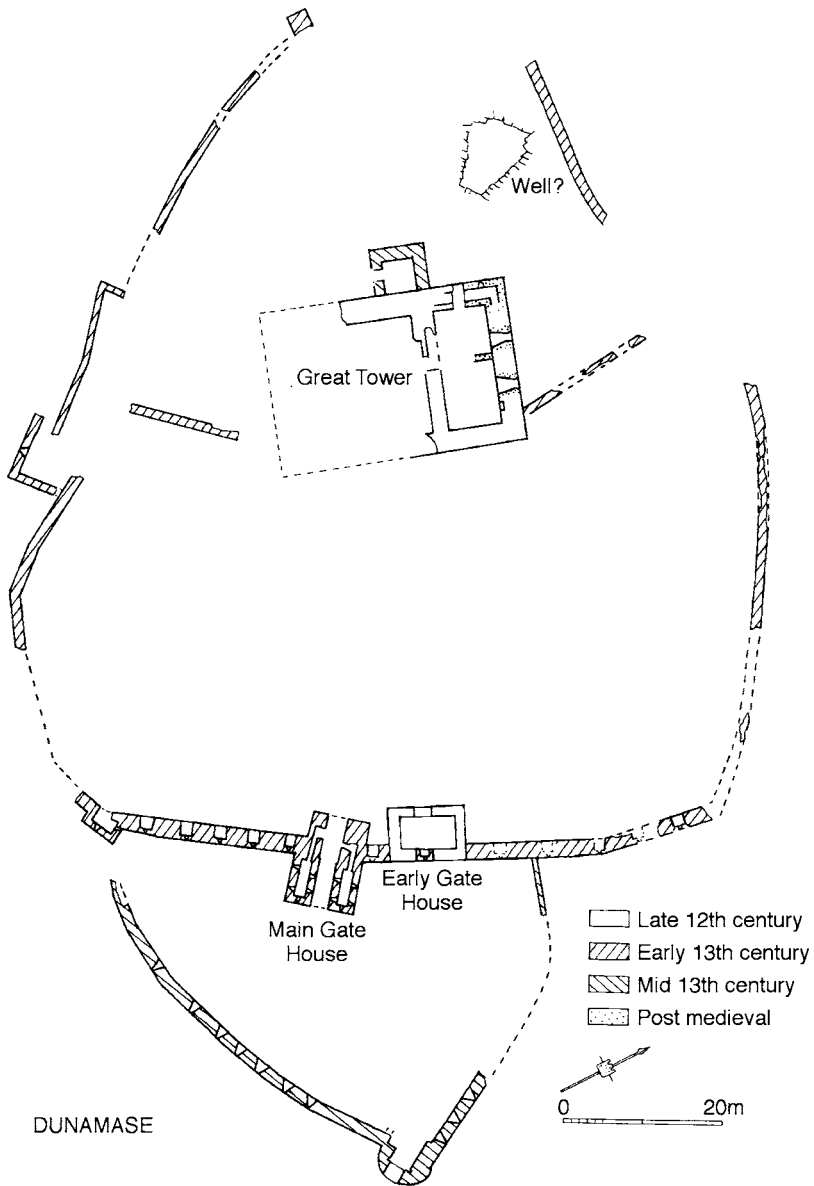 Well?
Great Tower
Early Gate
House
Main Gate
House
Late 12th century
Early 13th century
Mid 13th century
Post medieval
0 20m
DUNAMASE